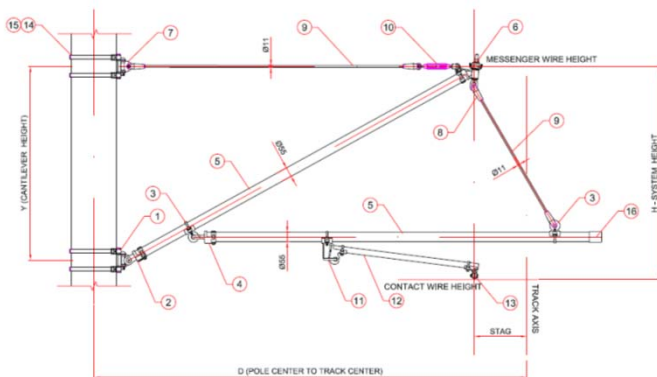 15 14
7
9
10
6
Ø11
MESSENGER WIRE HEIGHT
8
9
5
Ø55
Ø11
Y (CANTILEVER HEIGHT)
H - SYSTEM HEIGHT
3
5
3
16
1
Ø55
2
4
11
12
13
CONTACT WIRE HEIGHT
TRACK AXIS
STAG
D (POLE CENTER TO TRACK CENTER)